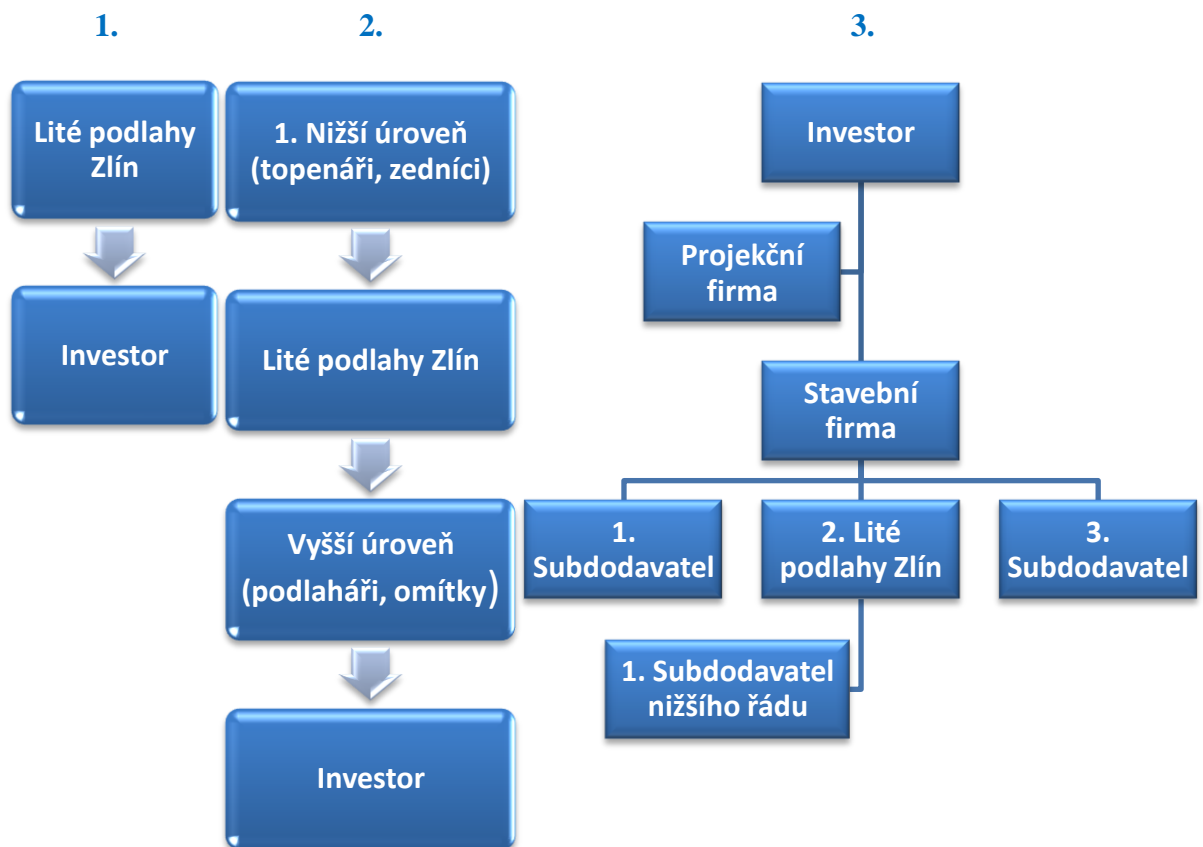 1.
2.
3.
Lité podlahy
Zlín
Investor
1. Nižší úroveň
(topenáři, zedníci)
Lité podlahy Zlín
Vyšší úroveň
(podlaháři, omítky)
Investor
Investor
Projekční
firma
Stavební
firma
1.
Subdodavatel
2. Lité
podlahy Zlín
3.
Subdodavatel
1. Subdodavatel
nižšího řádu